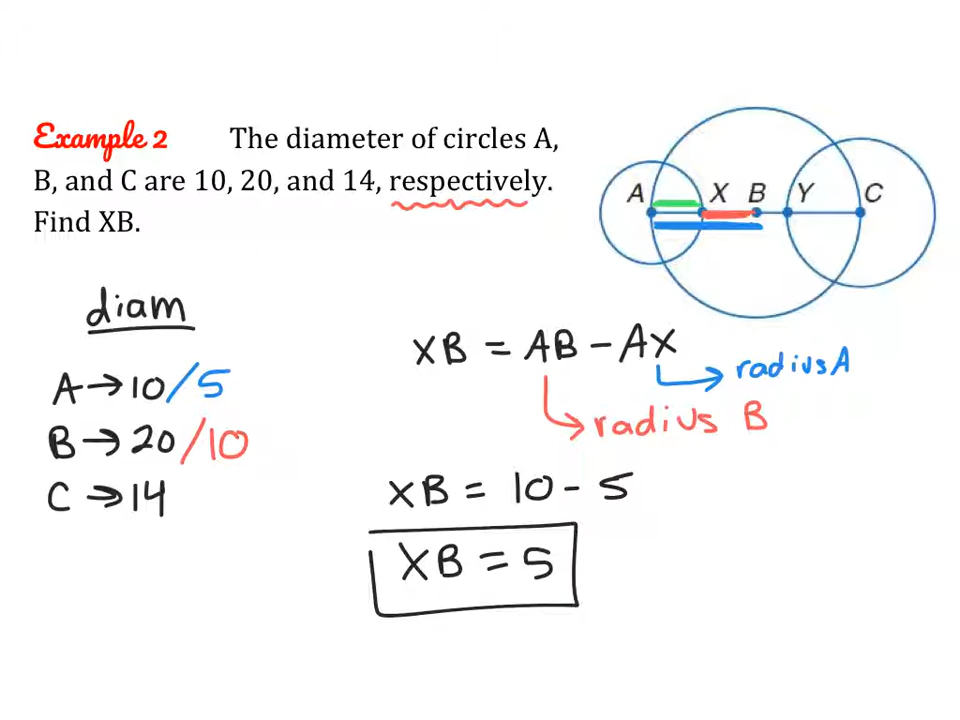 Example 2 The diameter of circles A,
B, and C are 10, 20, and 14, respectively.
Find XB.
A X B Y C
diam
A→10/5
B→20/10
C→14
XB = AB - AX
radius A
radius B
XB = 10 - 5
XB = 5